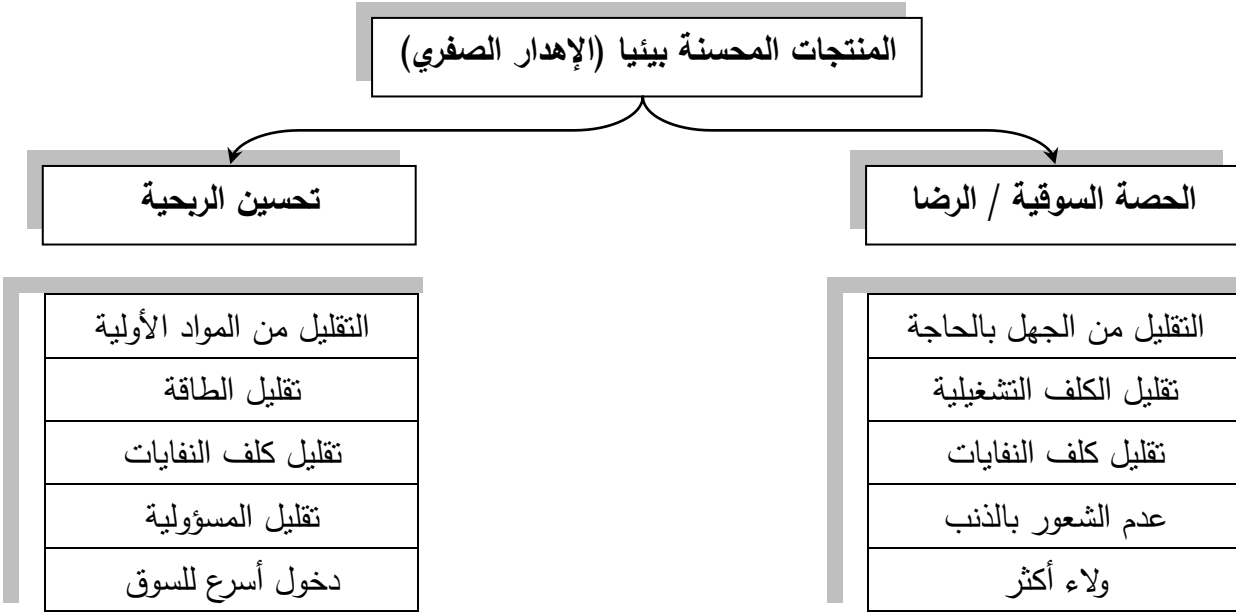 المنتجات المحسنة بيئيا (الإهدار الصفري)
الحصة السوقية / الرضا
التقليل من الجهل بالحاجة
تقليل الكلف التشغيلية
تقليل كلف النفايات
عدم الشعور بالذنب
ولاء أكثر
تحسين الربحية
التقليل من المواد الأولية
تقليل الطاقة
تقليل كلف النفايات
تقليل المسؤولية
دخول أسرع للسوق